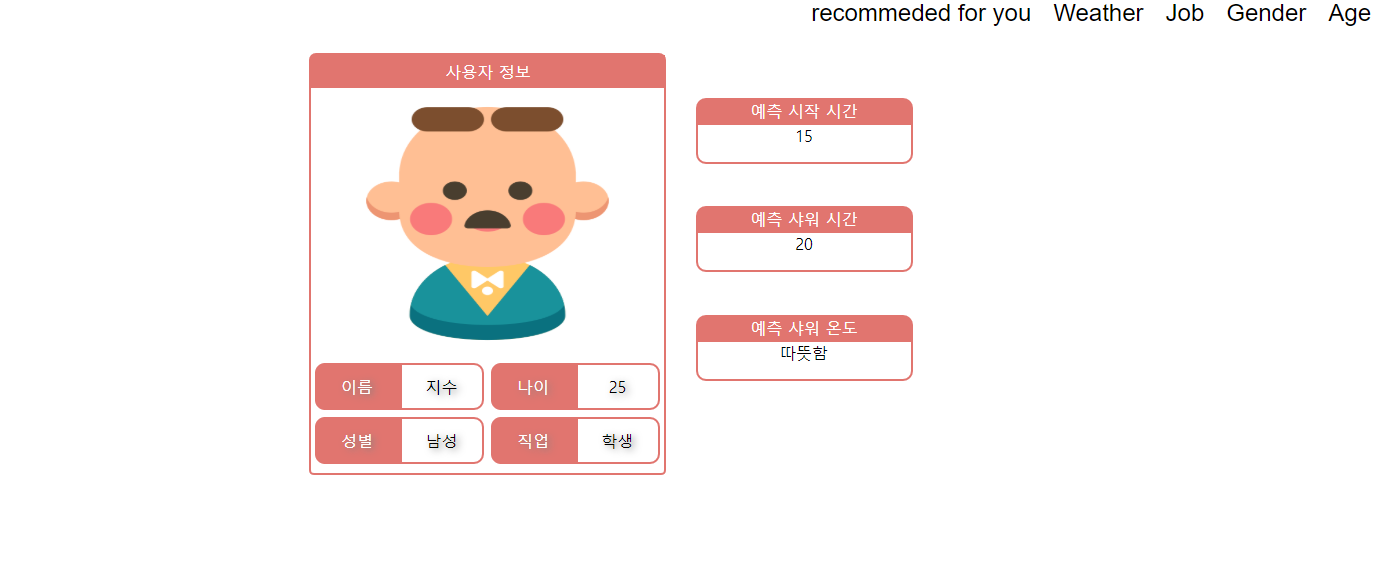 recommeded for you Weather Job Gender Age
사용자 정보
이름 지수 나이 25
성별 남성 직업 학생
예측 시작 시간
15
예측 샤워 시간
20
예측 샤워 온도
따뜻함